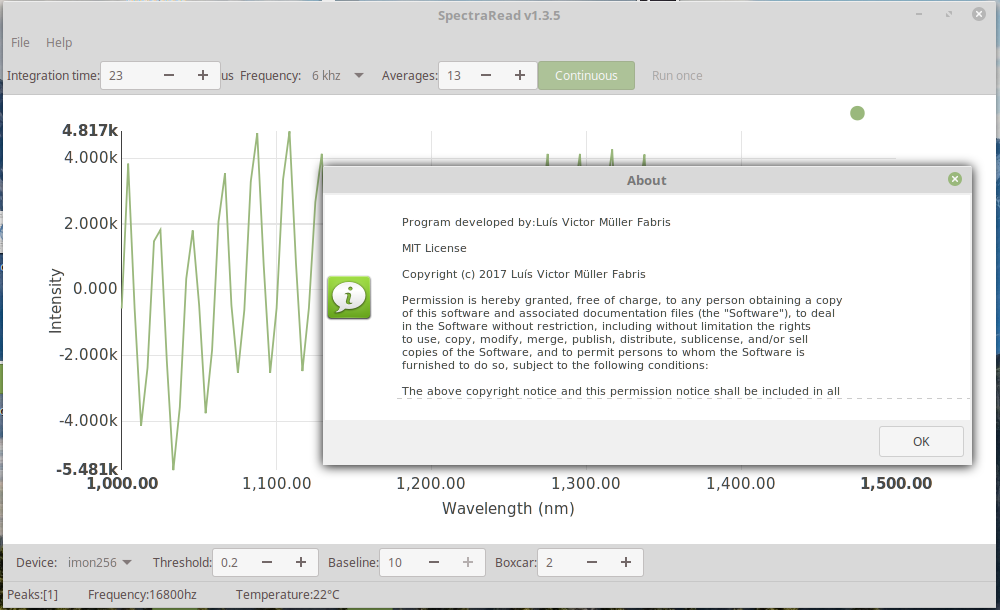 SpectraRead v1.3.5
File Help
Integration time: 23 − + us Frequency: 6 khz Averages: 13 − + Continuous Run once
4.817k
4.000k
2.000k
0.000
-2.000k
-4.000k
-5.481k
Intensity
1,000.00 1,100.00 1,200.00 1,300.00 1,400.00 1,500.00
Wavelength (nm)
About
Program developed by:Luís Victor Müller Fabris
MIT License
Copyright (c) 2017 Luís Victor Müller Fabris
Permission is hereby granted, free of charge, to any person obtaining a copy
of this software and associated documentation files (the "Software"), to deal
in the Software without restriction, including without limitation the rights
to use, copy, modify, merge, publish, distribute, sublicense, and/or sell
copies of the Software, and to permit persons to whom the Software is
furnished to do so, subject to the following conditions:
The above copyright notice and this permission notice shall be included in all
OK
Device: imon256 Threshold: 0.2 − + Baseline: 10 − + Boxcar: 2 − +
Peaks:[1] Frequency:16800hz Temperature:22°C